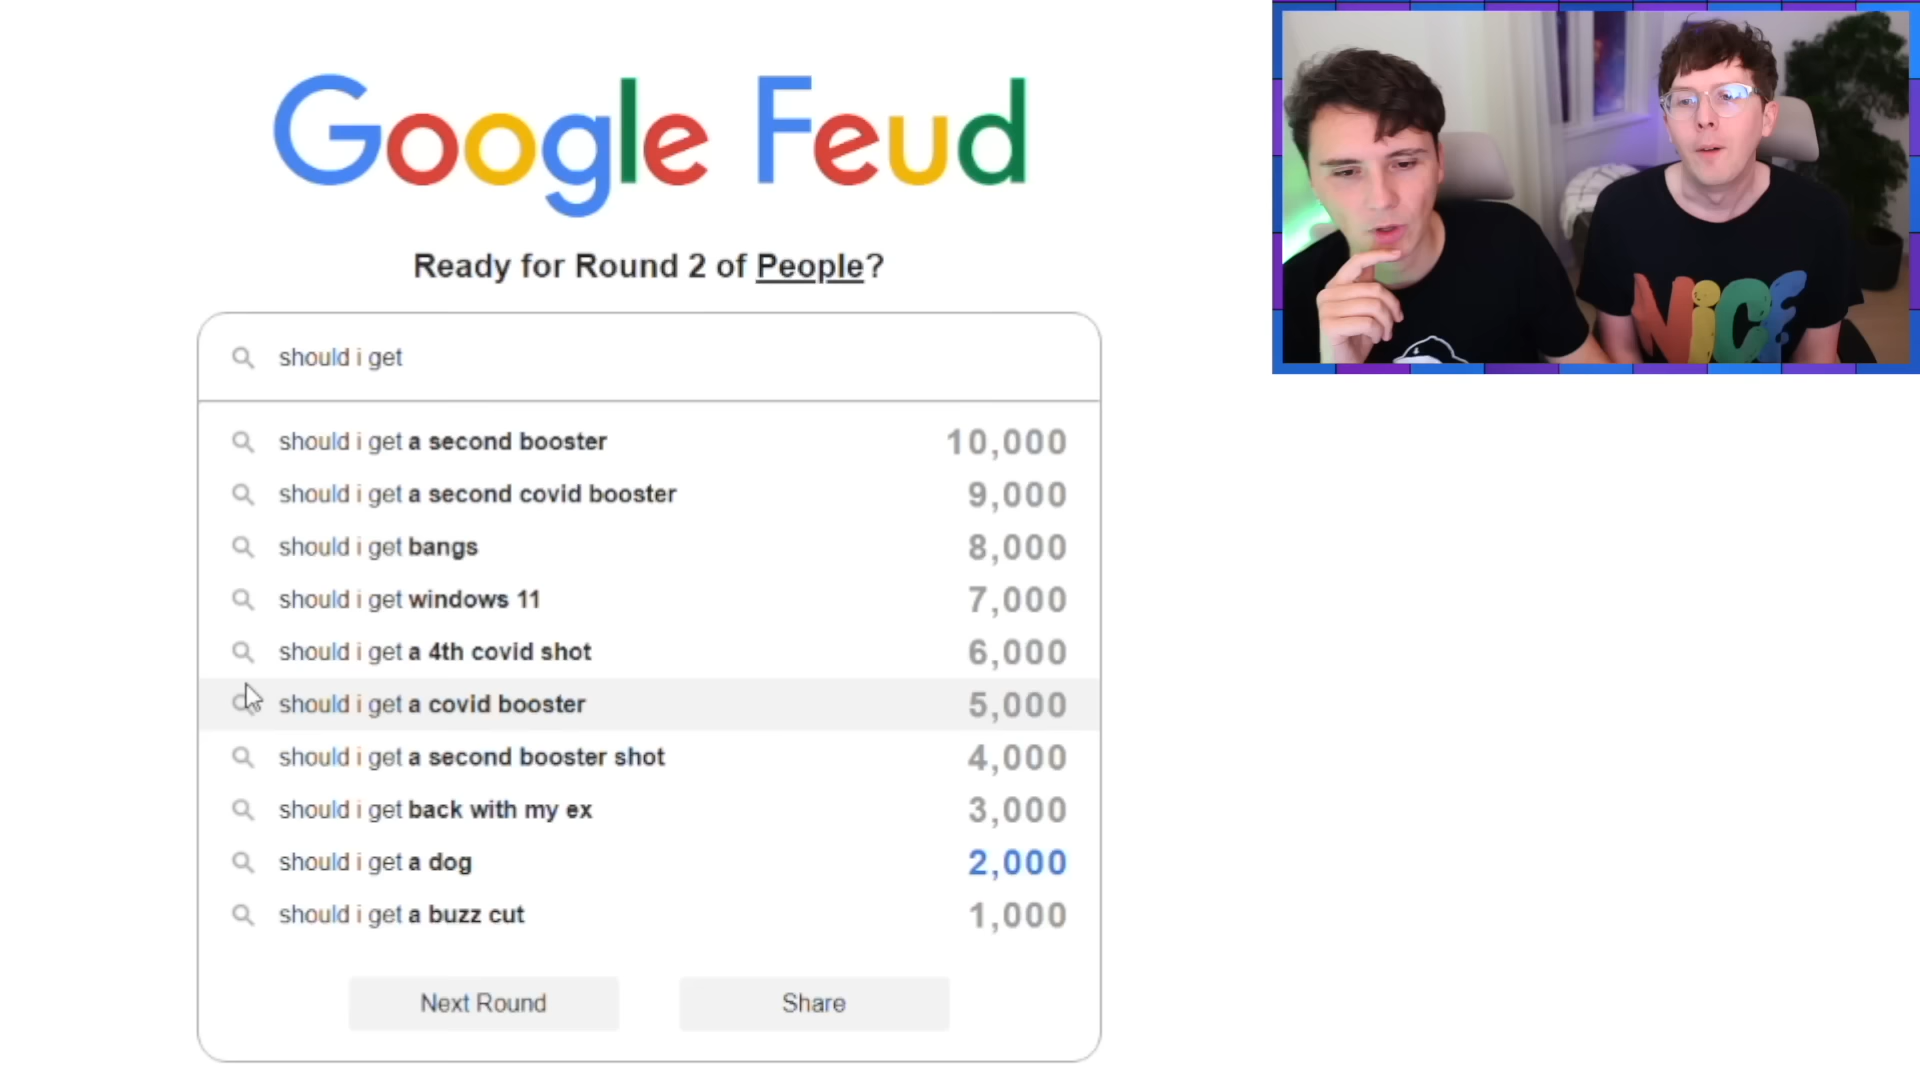 Google Feud
Ready for Round 2 of People?
should i get
should i get a second booster 10,000
should i get a second covid booster 9,000
should i get bangs 8,000
should i get windows 11 7,000
should i get a 4th covid shot 6,000
should i get a covid booster 5,000
should i get a second booster shot 4,000
should i get back with my ex 3,000
should i get a dog 2,000
should i get a buzz cut 1,000
Next Round Share
NiCE